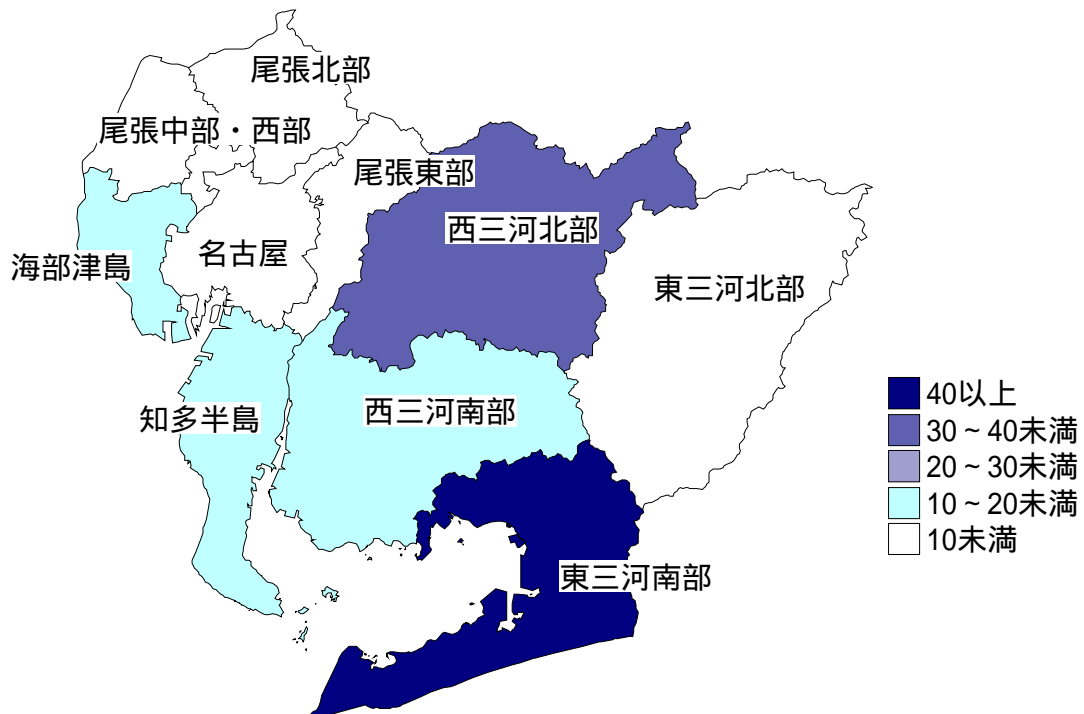 尾張北部
尾張中部・西部
尾張東部
西三河北部
名古屋
海部津島
東三河北部
知多半島
西三河南部
東三河南部
40以上
30~40未満
20~30未満
10~20未満
10未満